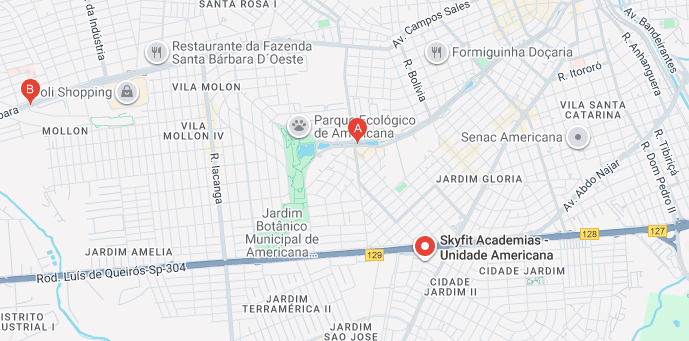 SANTA ROSA I
da Indústria
Av. Campos Sales
Av. Bandeirantes
Restaurante da Fazenda
Santa Bárbara D´Oeste
Formiguinha Doçaria
R. Anhanguera
R. Itororó
R. Bolívia
B
oli Shopping
VILA MOLON
bara
VILA SANTA
CATARINA
Parque Ecológico
de Americana
A
MOLLON
VILA
MOLLON IV
Senac Americana
R. Tibiriçá
R. Iacanga
R. Dom Pedro II
JARDIM GLORIA
Av. Abdo Najar
Jardim
Botânico
Municipal de
Americana...
127
128
Skyfit Academias -
Unidade Americana
JARDIM AMELIA
129
Rod. Luís de Queirós-Sp-304
CIDADE JARDIM
CIDADE
JARDIM II
JARDIM
TERRAMÉRICA II
DISTRITO
STRIAL I
JARDIM
SAO JOSE